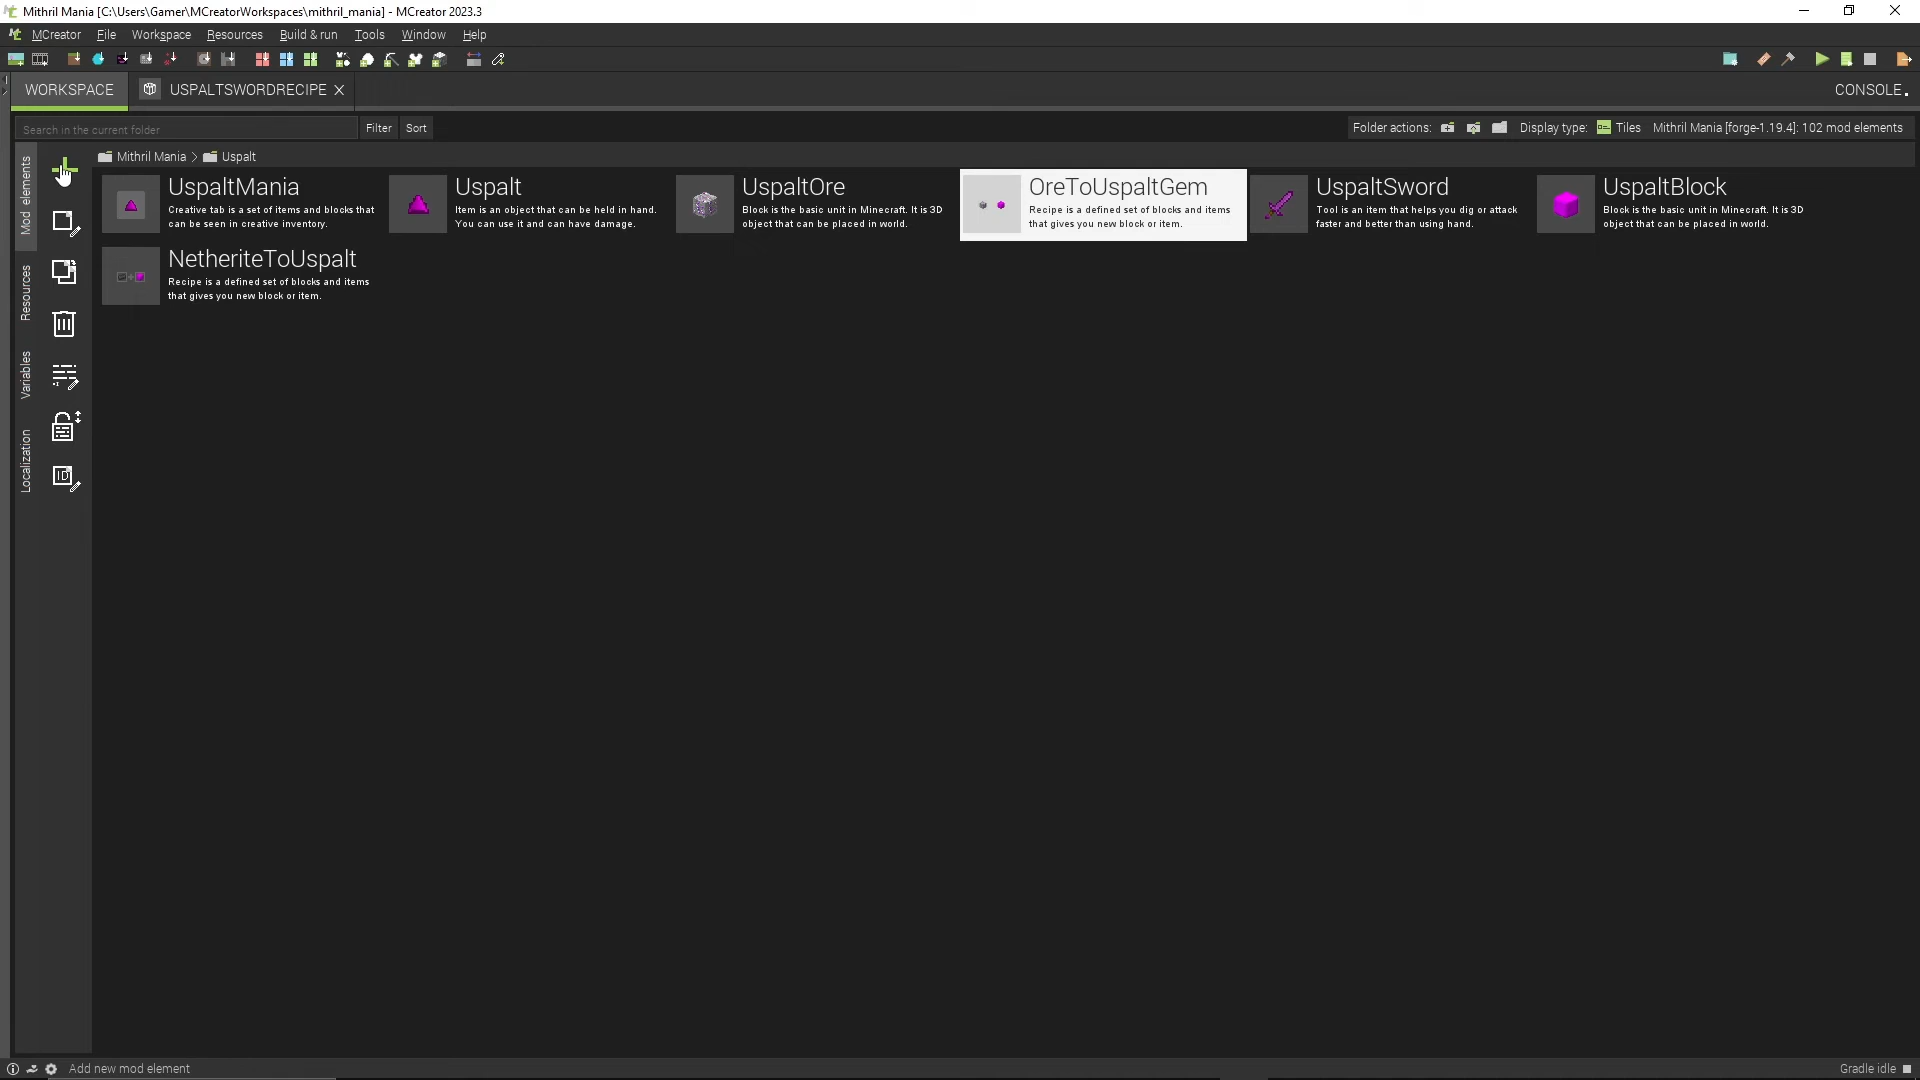 Mithril Mania [C:\Users\Gamer\MCreatorWorkspaces\mithril_mania] - MCreator 2023.3
MCreator File Workspace Resources Build & run Tools Window Help
WORKSPACE USPALTSWORDRECIPE CONSOLE
Search in the current folder Filter Sort Folder actions: Display type: Tiles Mithril Mania [forge-1.19.4]: 102 mod elements
Mod elements
Resources
Variables
Localization
Mithril Mania > Uspalt
UspaltMania
Creative tab is a set of items and blocks that
can be seen in creative inventory.
Uspalt
Item is an object that can be held in hand.
You can use it and can have damage.
UspaltOre
Block is the basic unit in Minecraft. It is 3D
object that can be placed in world.
OreToUspaltGem
Recipe is a defined set of blocks and items
that gives you new block or item.
UspaltSword
Tool is an item that helps you dig or attack
faster and better than using hand.
UspaltBlock
Block is the basic unit in Minecraft. It is 3D
object that can be placed in world.
NetheriteToUspalt
Recipe is a defined set of blocks and items
that gives you new block or item.
ID
Add new mod element Gradle idle